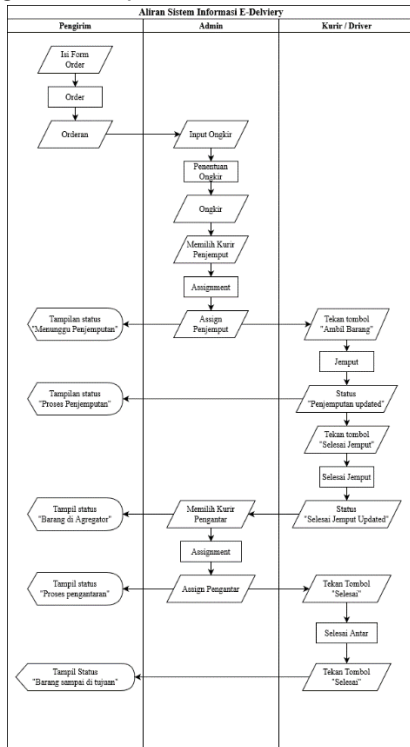 Aliran Sistem Informasi E-Delviery
Pengirim
Admin
Kurir / Driver
Isi Form
Order
Order
Orderan
Input Ongkir
Penentuan
Ongkir
Ongkir
Memilih Kurir
Penjemput
Assignment
Tampilan status
"Menunggu Penjemputan"
Assign
Penjemput
Tekan tombol
"Ambil Barang"
Jemput
Tampilan status
"Proses Penjemputan"
Status
"Penjemputan updated"
Tekan tombol
"Selesai Jemput"
Selesai Jemput
Tampil status
"Barang di Agregator"
Memilih Kurir
Pengantar
Status
"Selesai Jemput Updated"
Assignment
Tampil status
"Proses pengantaran"
Assign Pengantar
Tekan Tombol
"Selesai"
Selesai Antar
Tampil Status
"Barang sampai di tujuan"
Tekan Tombol
"Selesai"